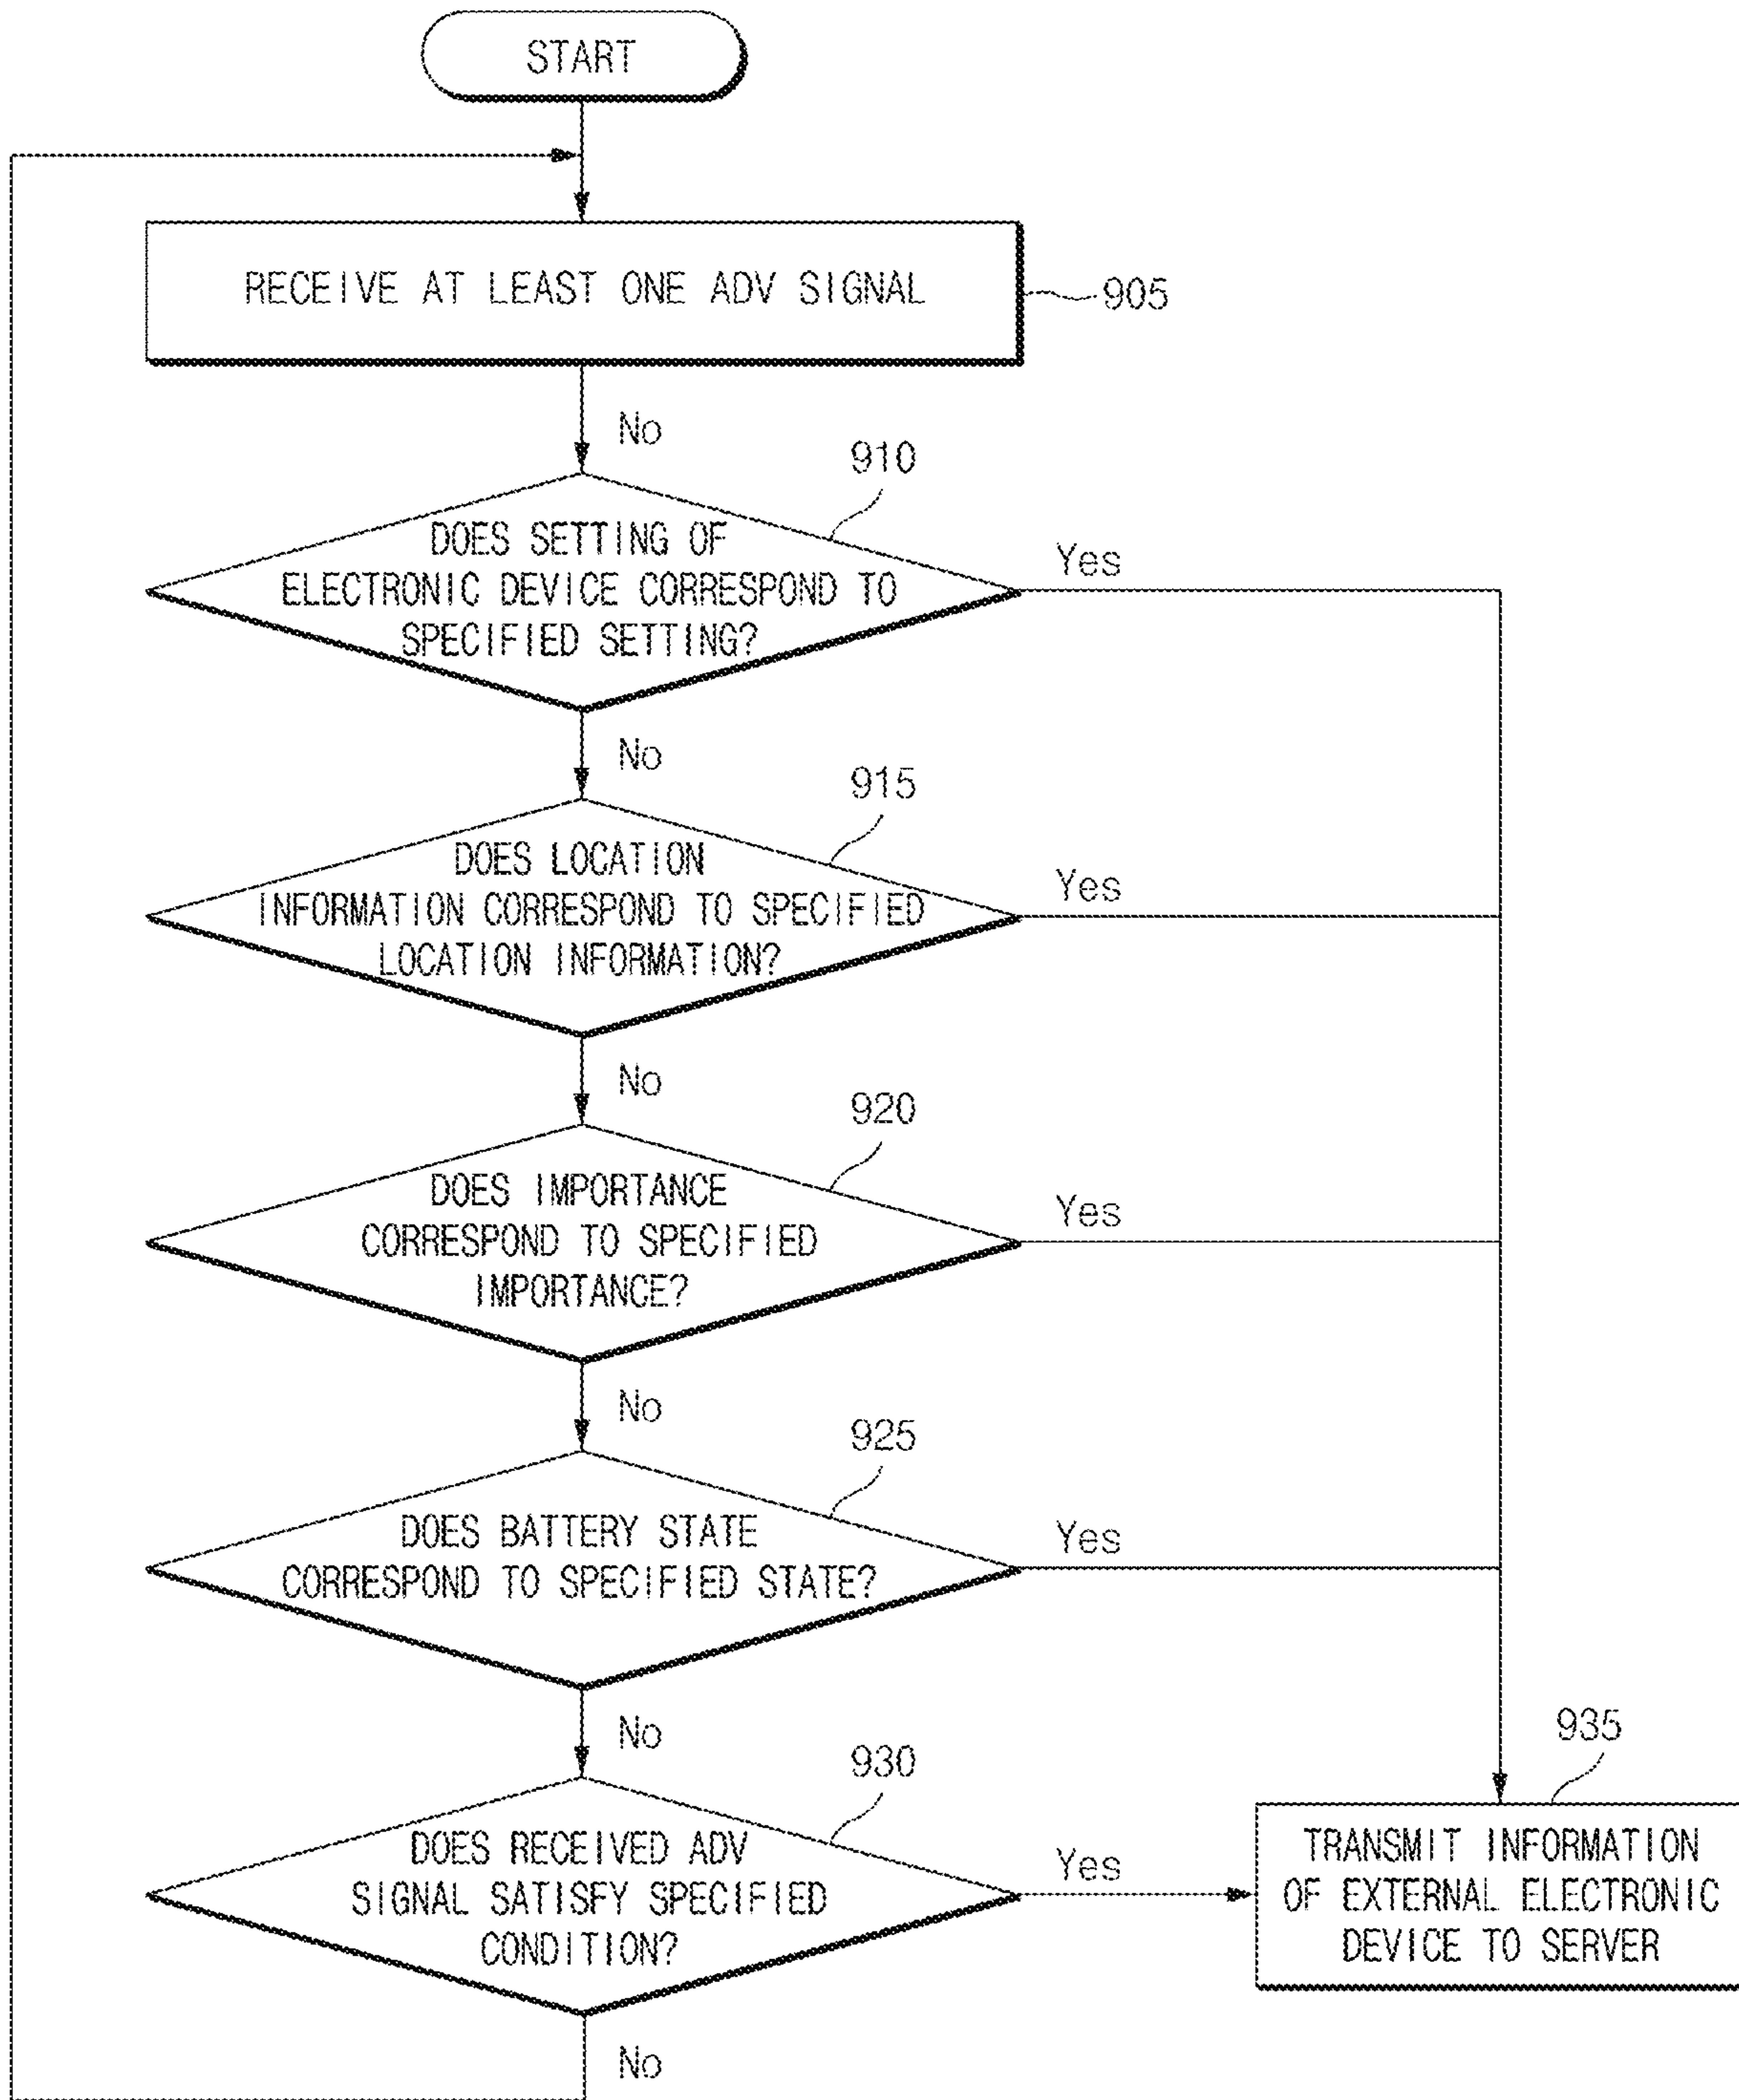 START
RECEIVE AT LEAST ONE ADV SIGNAL
905
No
910
DOES SETTING OF
ELECTRONIC DEVICE CORRESPOND TO
SPECIFIED SETTING?
Yes
No
915
DOES LOCATION
INFORMATION CORRESPOND TO SPECIFIED
LOCATION INFORMATION?
Yes
No
920
DOES IMPORTANCE
CORRESPOND TO SPECIFIED
IMPORTANCE?
Yes
No
925
DOES BATTERY STATE
CORRESPOND TO SPECIFIED STATE?
Yes
No
930
DOES RECEIVED ADV
SIGNAL SATISFY SPECIFIED
CONDITION?
Yes
935
TRANSMIT INFORMATION
OF EXTERNAL ELECTRONIC
DEVICE TO SERVER
No